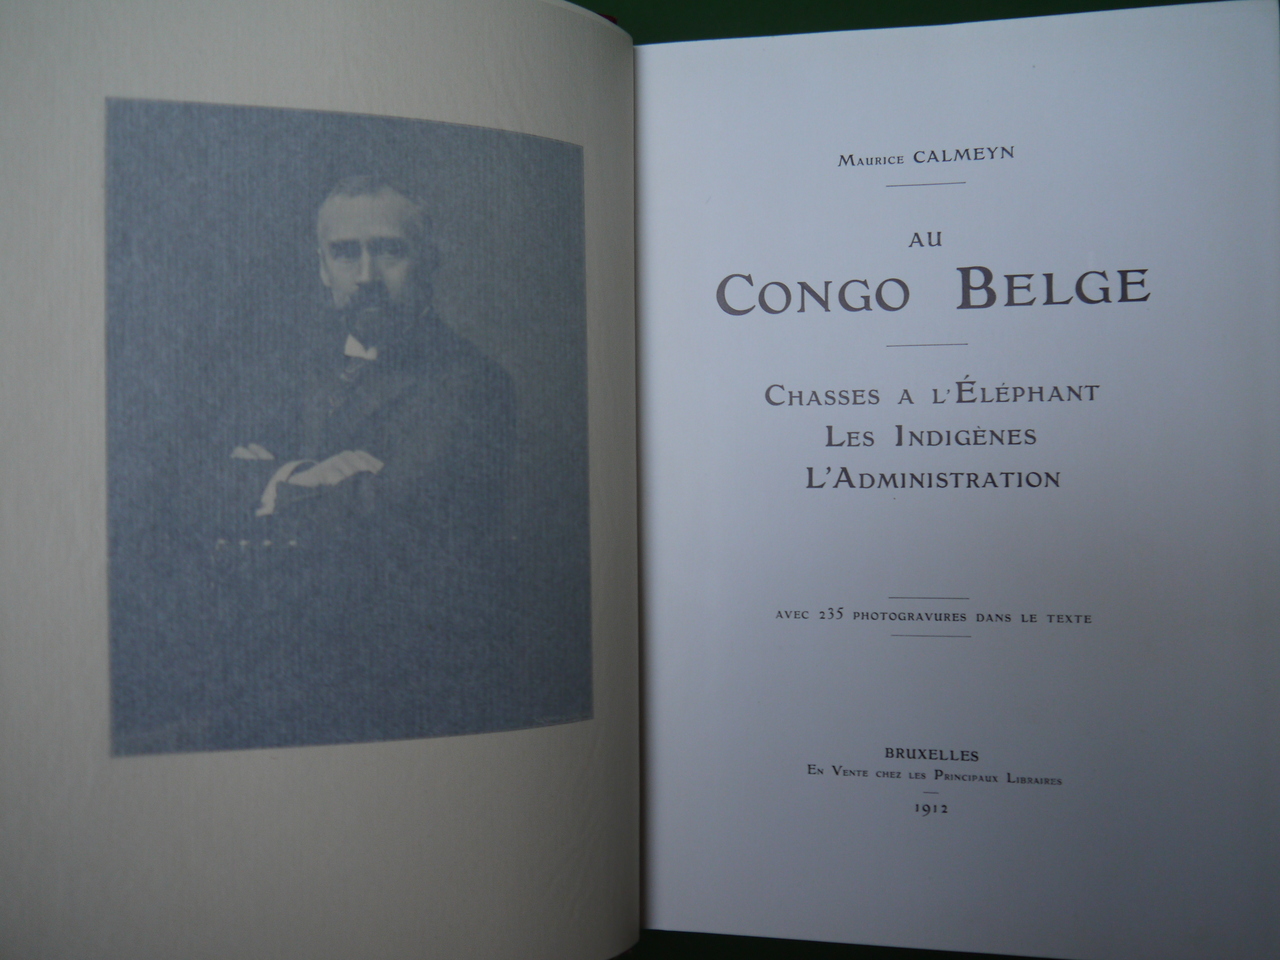 Maurice CALMEYN
AU
CONGO BELGE
CHASSES A L'ÉLÉPHANT
LES INDIGÈNES
L'ADMINISTRATION
AVEC 235 PHOTOGRAVURES DANS LE TEXTE
BRUXELLES
EN VENTE CHEZ LES PRINCIPAUX LIBRAIRES
1912